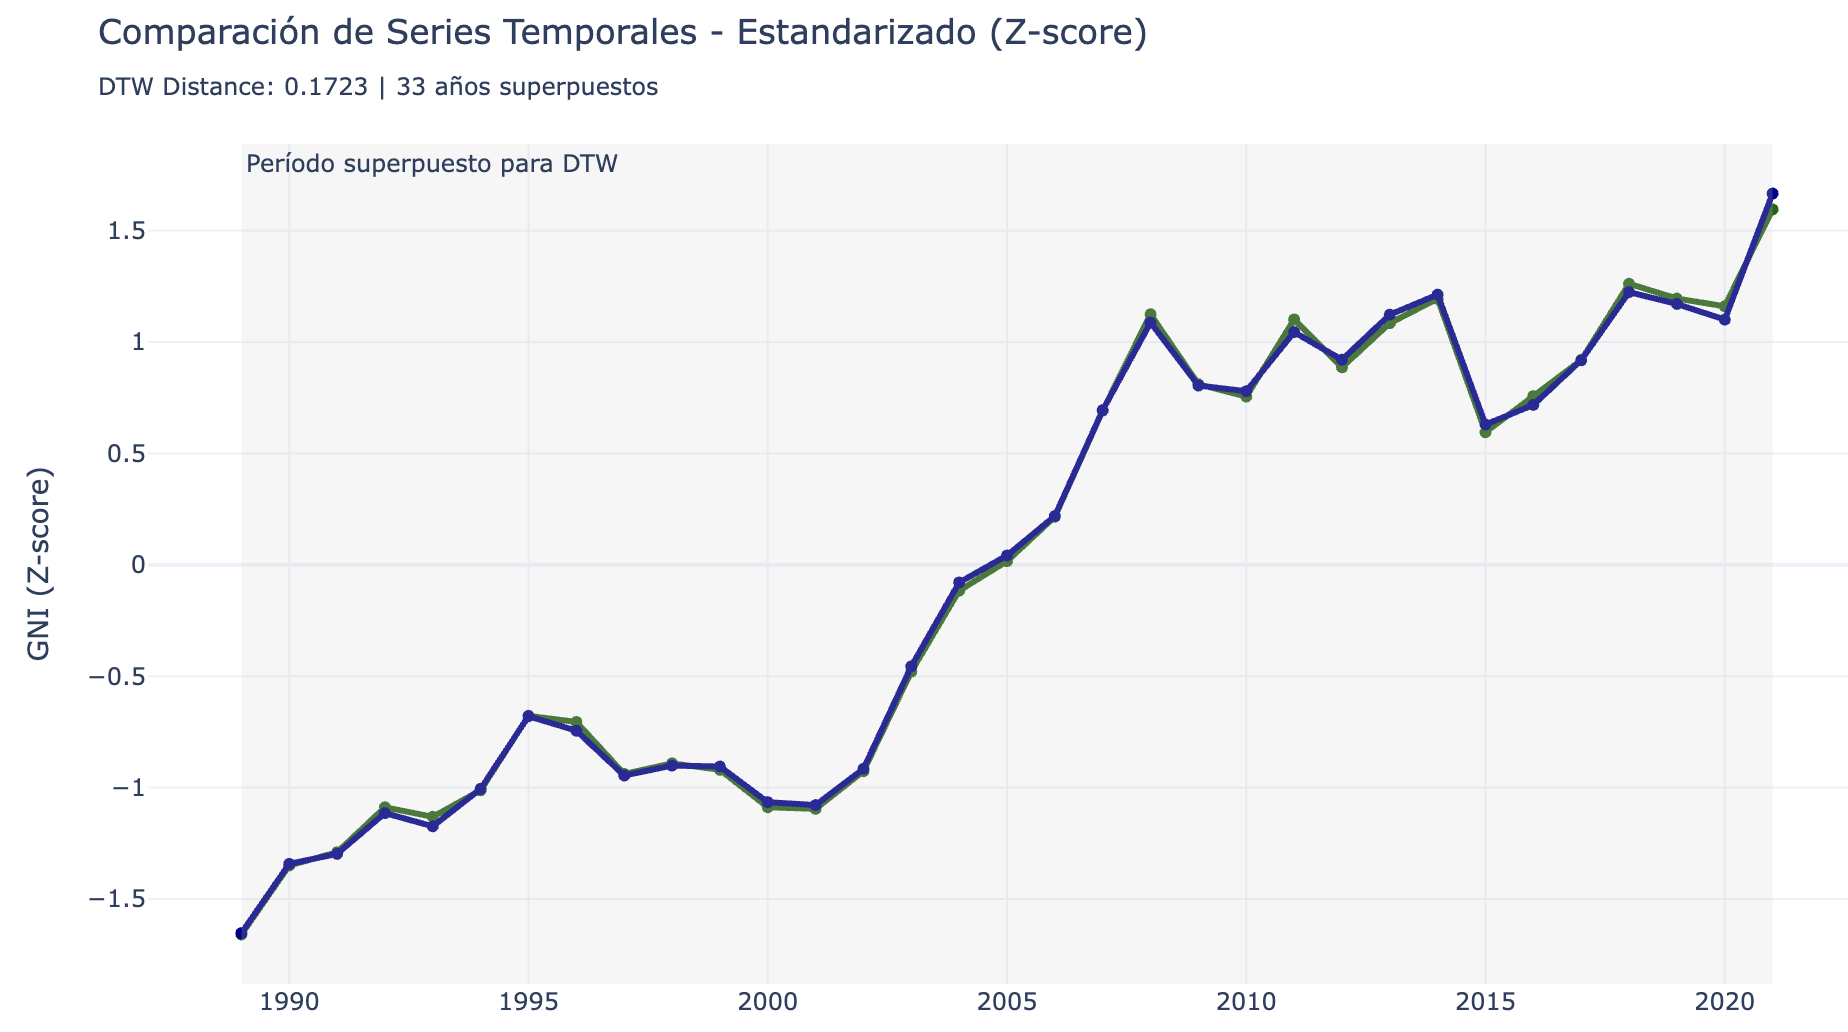 Comparación de Series Temporales - Estandarizado (Z-score)
DTW Distance: 0.1723 | 33 años superpuestos
Período superpuesto para DTW
1.5
1
0.5
0
−0.5
−1
−1.5
GNI (Z-score)
1990 1995 2000 2005 2010 2015 2020